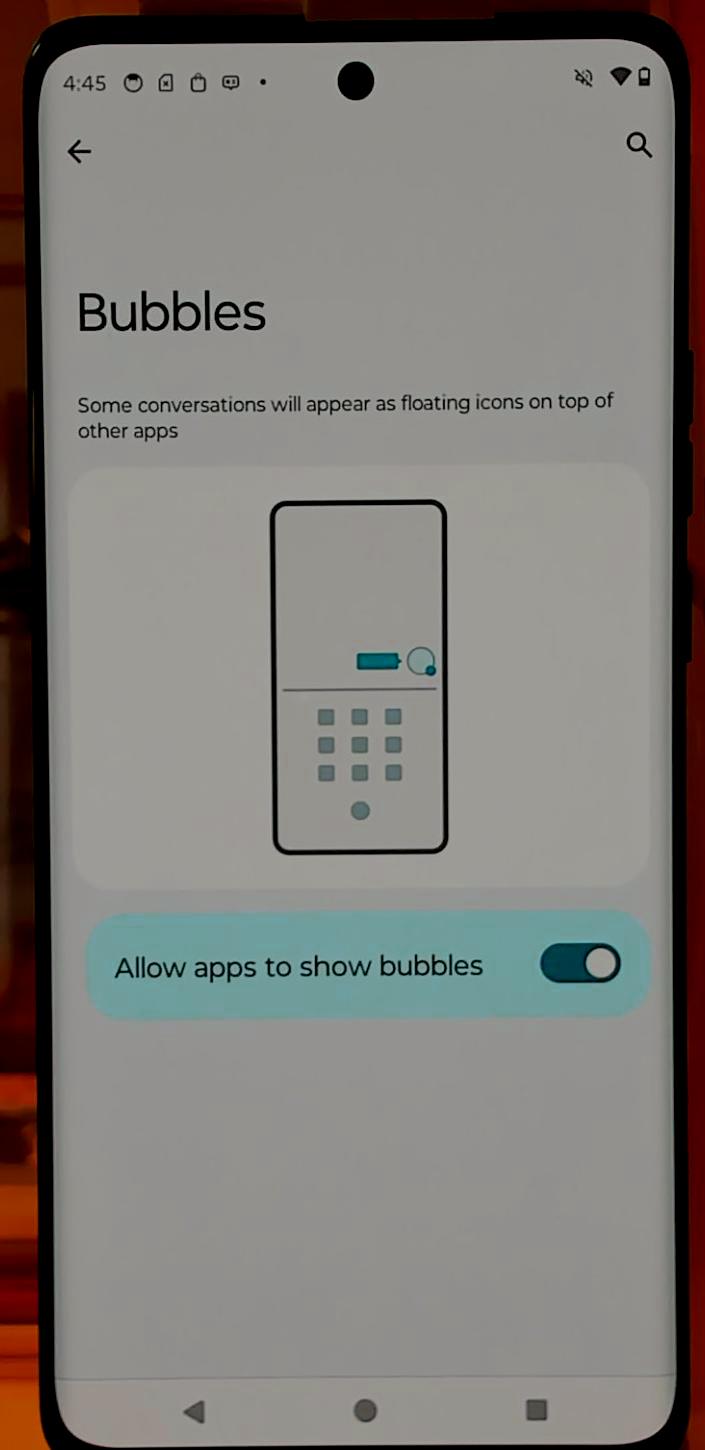 4:45
Bubbles
Some conversations will appear as floating icons on top of
other apps
Allow apps to show bubbles